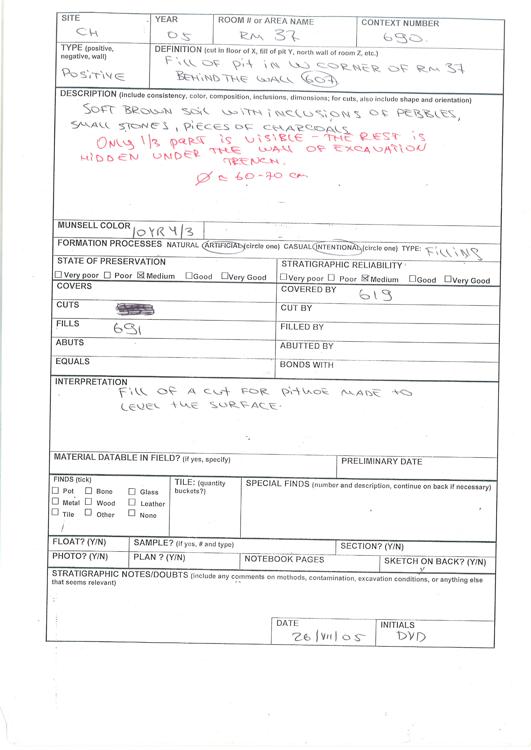 SITE YEAR ROOM # or AREA NAME CONTEXT NUMBER
CH 05 RM 37 690.
TYPE (positive, negative, wall) DEFINITION (cut in floor of X, fill of pit Y, north wall of room Z, etc.)
POSITIVE FILL OF PIT IN W CORNER OF RM 37
BEHIND THE WALL 607
DESCRIPTION (include consistency, color, composition, inclusions, dimensions; for cuts, also include shape and orientation)
SOFT BROWN SOIL WITH INCLUSIONS OF PEBBLES,
SMALL STONES, PIECES OF CHARCOALS
ONLY 1/3 PART IS VISIBLE - THE REST IS
HIDDEN UNDER THE WALL OF EXCAVATION
TRENCH.
Ø ≈ 60-70 cm
MUNSELL COLOR 10YR4/3
FORMATION PROCESSES NATURAL ARTIFICIAL (circle one) CASUAL INTENTIONAL (circle one) TYPE: FILLING
STATE OF PRESERVATION STRATIGRAPHIC RELIABILITY
☐ Very poor ☐ Poor ☒ Medium ☐ Good ☐ Very Good ☐ Very poor ☐ Poor ☒ Medium ☐ Good ☐ Very Good
COVERS COVERED BY 619
CUTS CUT BY
FILLS 691 FILLED BY
ABUTS ABUTTED BY
EQUALS BONDS WITH
INTERPRETATION
FILL OF A CUT FOR PITHOE MADE TO
LEVEL THE SURFACE.
MATERIAL DATABLE IN FIELD? (if yes, specify) PRELIMINARY DATE
FINDS (tick) TILE: (quantity buckets?) SPECIAL FINDS (number and description, continue on back if necessary)
☐ Pot ☐ Bone ☐ Glass
☐ Metal ☐ Wood ☐ Leather
☐ Tile ☐ Other ☐ None
FLOAT? (Y/N) SAMPLE? (if yes, # and type) SECTION? (Y/N)
PHOTO? (Y/N) PLAN ? (Y/N) NOTEBOOK PAGES SKETCH ON BACK? (Y/N)
STRATIGRAPHIC NOTES/DOUBTS (include any comments on methods, contamination, excavation conditions, or anything else
that seems relevant)
DATE INITIALS
26/VII/05 DVD